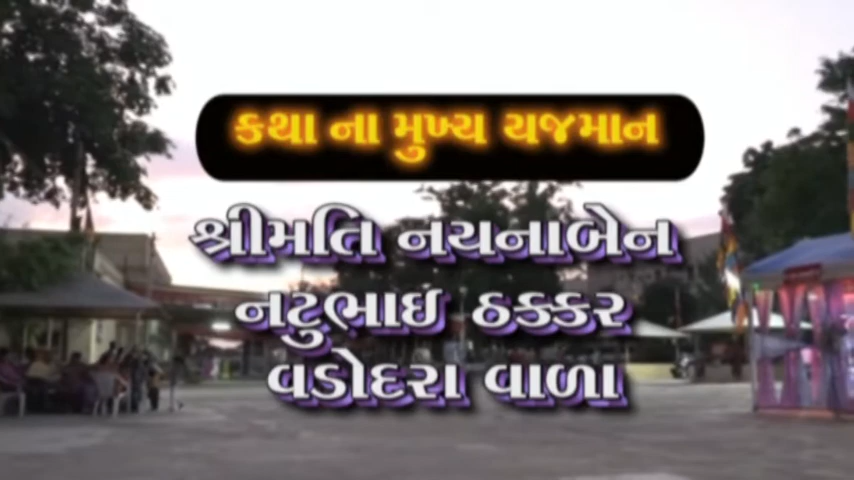 કથા ના મુખ્ય યજમાન
શ્રીમતિ નયનાબેન
નટુભાઇ ઠક્કર
વડોદરા વાળા